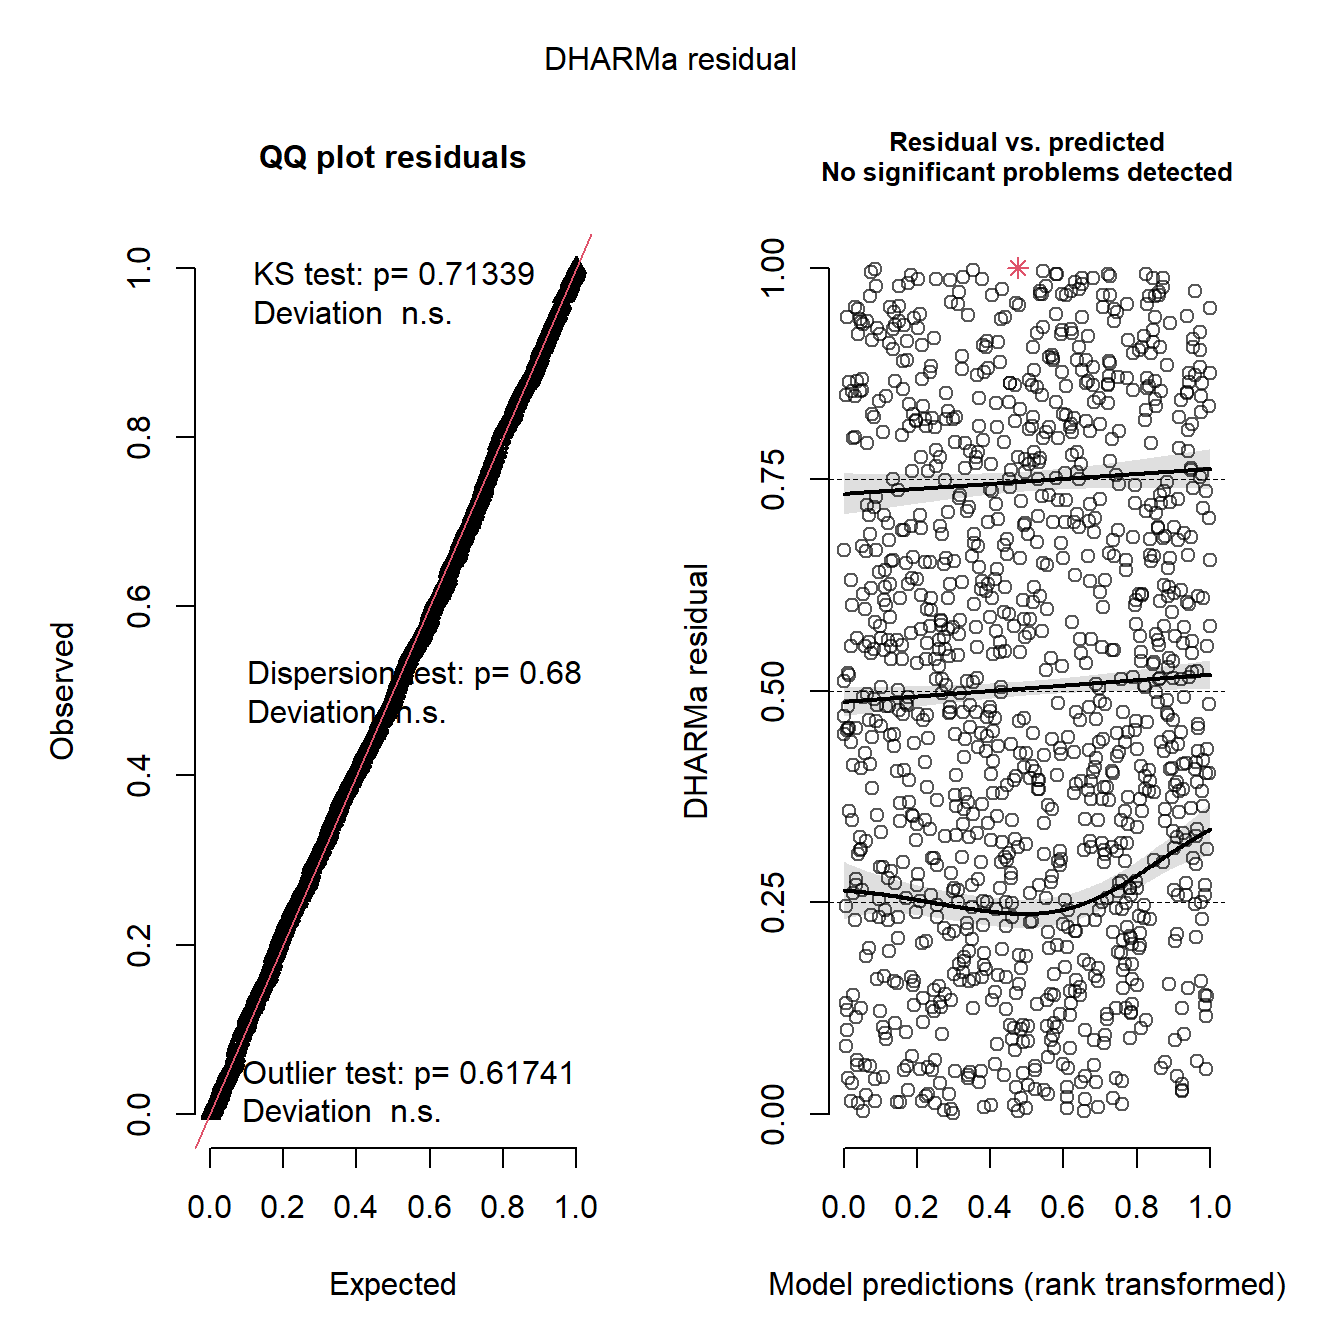 DHARMa residual
QQ plot residuals
KS test: p= 0.71339
Deviation  n.s.
Dispersion test: p= 0.68
Deviation  n.s.
Outlier test: p= 0.61741
Deviation  n.s.
Observed
0.0
0.2
0.4
0.6
0.8
1.0
0.0 0.2 0.4 0.6 0.8 1.0
Expected
Residual vs. predicted
No significant problems detected
DHARMa residual
0.00
0.25
0.50
0.75
1.00
0.0 0.2 0.4 0.6 0.8 1.0
Model predictions (rank transformed)